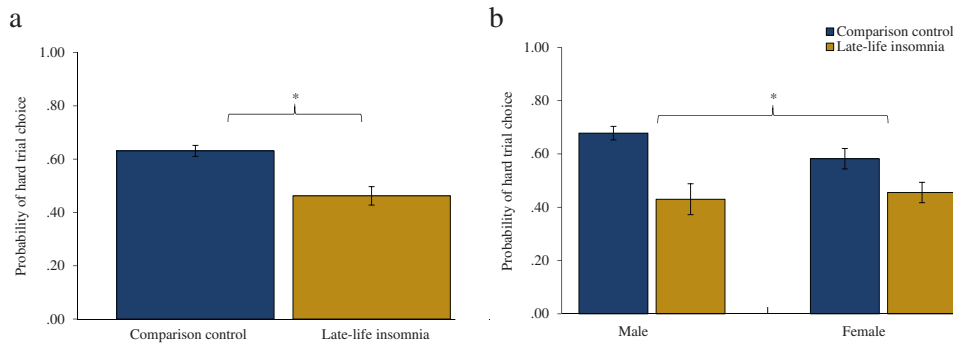 a
Probability of hard trial choice
1.00
.80
.60
.40
.20
.00
*
Comparison control
Late-life insomnia
b
Comparison control
Late-life insomnia
Probability of hard trial choice
1.00
.80
.60
.40
.20
.00
*
Male
Female